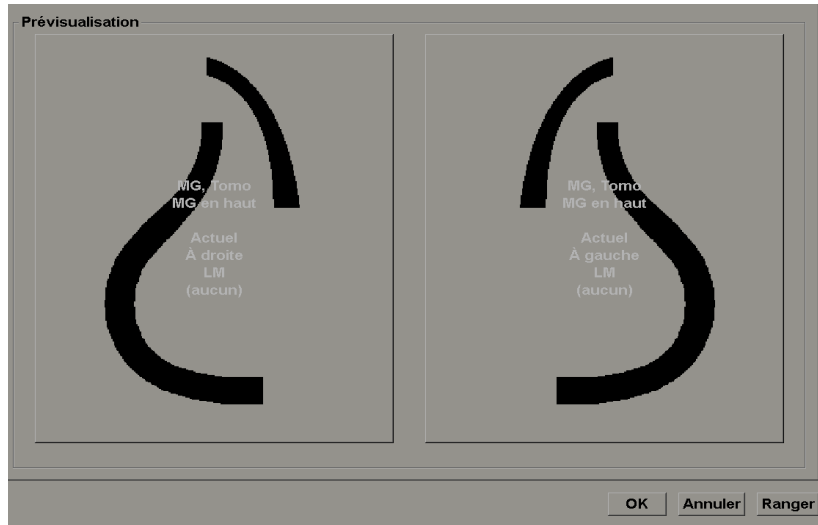 Prévisualisation
MG, Tomo
MG en haut
Actuel
À droite
LM
(aucun)
MG, Tomo
MG en haut
Actuel
À gauche
LM
(aucun)
OK Annuler Ranger